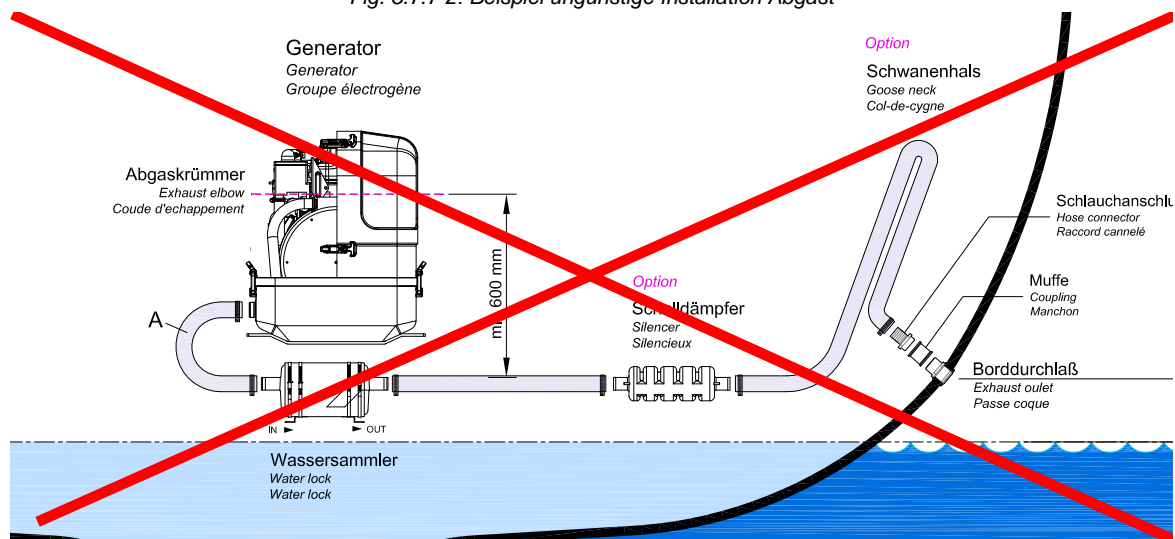 Generator
Generator
Groupe électrogène
Option
Schwanenhals
Goose neck
Col-de-cygne
Abgaskrümmer
Exhaust elbow
Coude d'echappement
600 mm
Schlauchanschlu
Hose connector
Raccord cannelé
Option
Silencer
Silencieux
Muffe
Coupling
Manchon
A
Borddurchlaß
Exhaust oulet
Passe coque
IN
OUT
Wassersammler
Water lock
Water lock